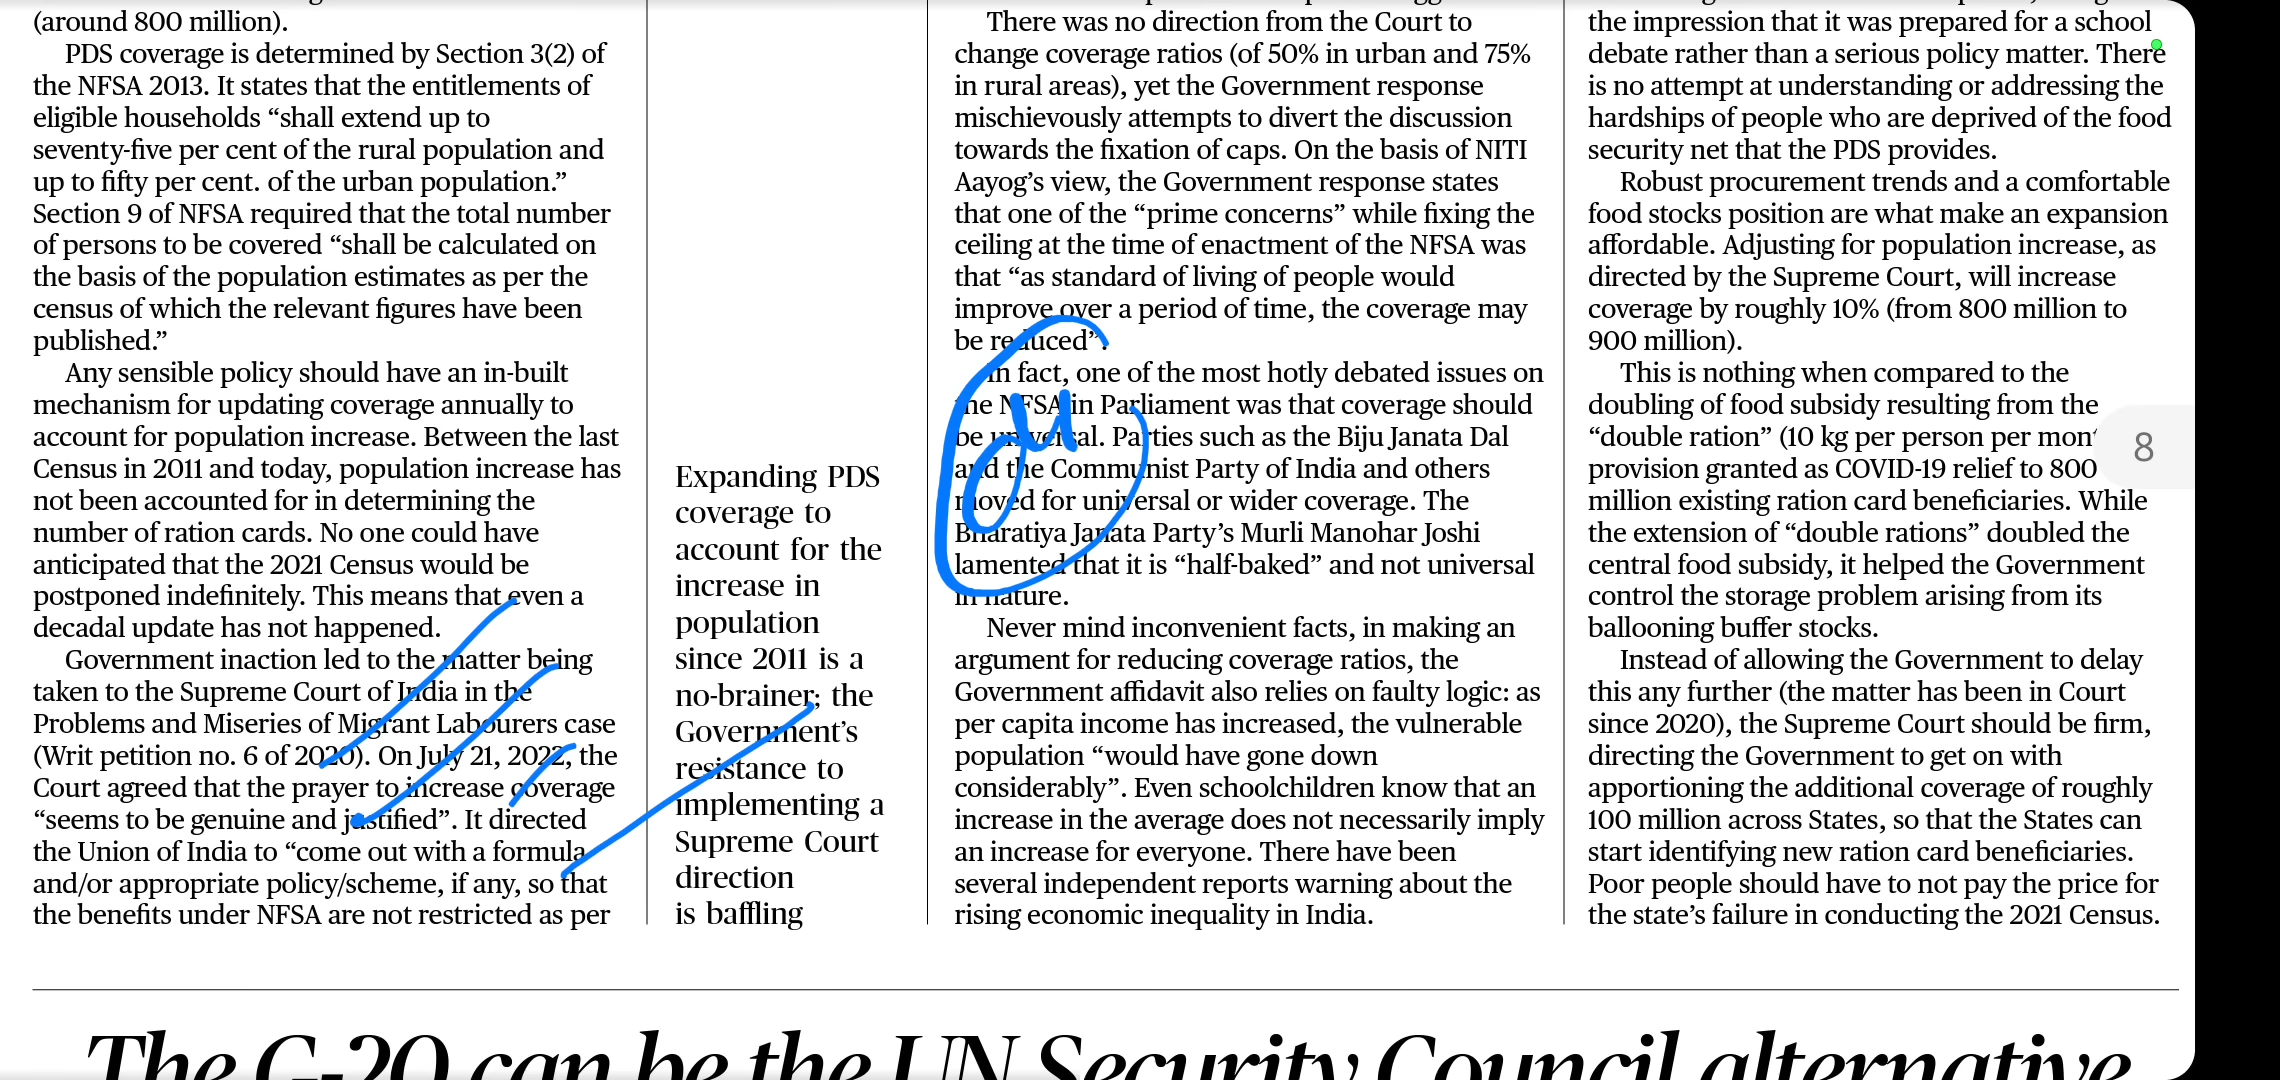 (around 800 million).
PDS coverage is determined by Section 3(2) of
the NFSA 2013. It states that the entitlements of
eligible households “shall extend up to
seventy-five per cent of the rural population and
up to fifty per cent. of the urban population.”
Section 9 of NFSA required that the total number
of persons to be covered “shall be calculated on
the basis of the population estimates as per the
census of which the relevant figures have been
published.”
Any sensible policy should have an in-built
mechanism for updating coverage annually to
account for population increase. Between the last
Census in 2011 and today, population increase has
not been accounted for in determining the
number of ration cards. No one could have
anticipated that the 2021 Census would be
postponed indefinitely. This means that even a
decadal update has not happened.
Government inaction led to the matter being
taken to the Supreme Court of India in the
Problems and Miseries of Migrant Labourers case
(Writ petition no. 6 of 2020). On July 21, 2022, the
Court agreed that the prayer to increase coverage
“seems to be genuine and justified”. It directed
the Union of India to “come out with a formula
and/or appropriate policy/scheme, if any, so that
the benefits under NFSA are not restricted as per
Expanding PDS
coverage to
account for the
increase in
population
since 2011 is a
no-brainer; the
Government’s
resistance to
implementing a
Supreme Court
direction
is baffling
There was no direction from the Court to
change coverage ratios (of 50% in urban and 75%
in rural areas), yet the Government response
mischievously attempts to divert the discussion
towards the fixation of caps. On the basis of NITI
Aayog’s view, the Government response states
that one of the “prime concerns” while fixing the
ceiling at the time of enactment of the NFSA was
that “as standard of living of people would
improve over a period of time, the coverage may
be reduced”.
In fact, one of the most hotly debated issues on
the NFSA in Parliament was that coverage should
be universal. Parties such as the Biju Janata Dal
and the Communist Party of India and others
moved for universal or wider coverage. The
Bharatiya Janata Party’s Murli Manohar Joshi
lamented that it is “half-baked” and not universal
in nature.
Never mind inconvenient facts, in making an
argument for reducing coverage ratios, the
Government affidavit also relies on faulty logic: as
per capita income has increased, the vulnerable
population “would have gone down
considerably”. Even schoolchildren know that an
increase in the average does not necessarily imply
an increase for everyone. There have been
several independent reports warning about the
rising economic inequality in India.
the impression that it was prepared for a school
debate rather than a serious policy matter. There
is no attempt at understanding or addressing the
hardships of people who are deprived of the food
security net that the PDS provides.
Robust procurement trends and a comfortable
food stocks position are what make an expansion
affordable. Adjusting for population increase, as
directed by the Supreme Court, will increase
coverage by roughly 10% (from 800 million to
900 million).
This is nothing when compared to the
doubling of food subsidy resulting from the
“double ration” (10 kg per person per mont
provision granted as COVID-19 relief to 800
million existing ration card beneficiaries. While
the extension of “double rations” doubled the
central food subsidy, it helped the Government
control the storage problem arising from its
ballooning buffer stocks.
Instead of allowing the Government to delay
this any further (the matter has been in Court
since 2020), the Supreme Court should be firm,
directing the Government to get on with
apportioning the additional coverage of roughly
100 million across States, so that the States can
start identifying new ration card beneficiaries.
Poor people should have to not pay the price for
the state’s failure in conducting the 2021 Census.
8
The G-20 can be the UN Security Council alternative